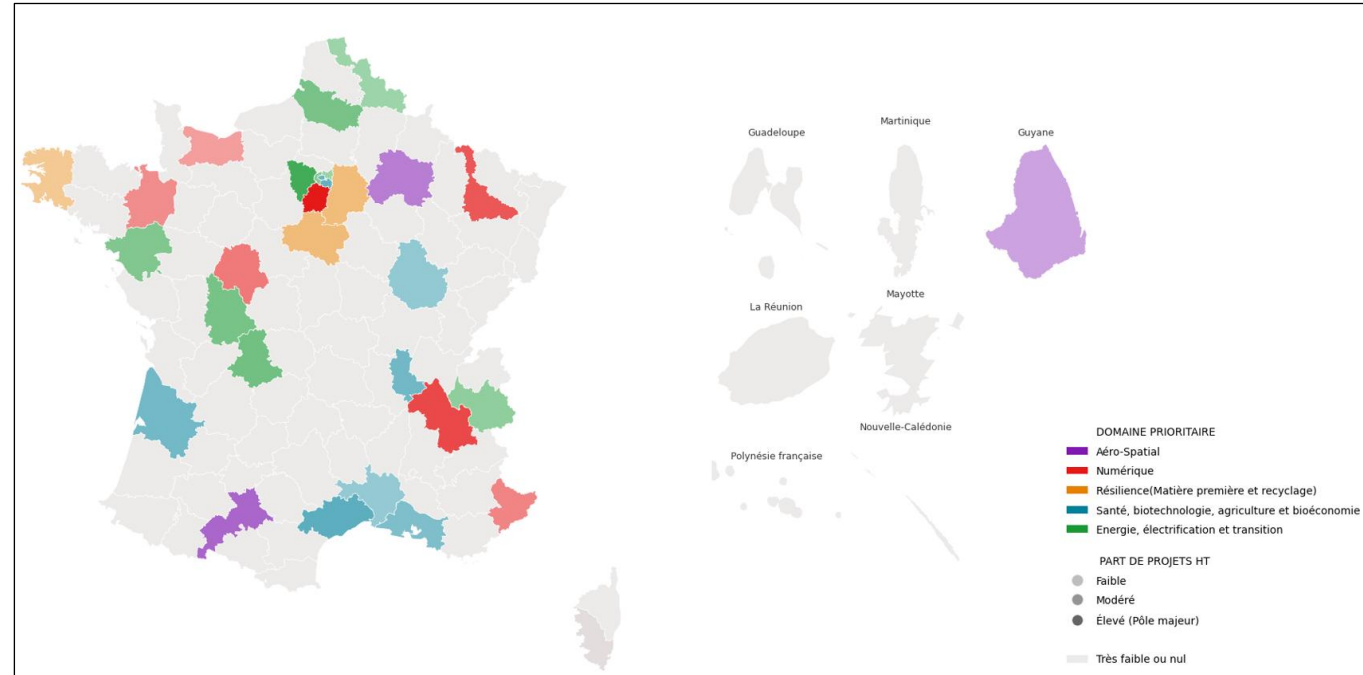 Guadeloupe
Martinique
Guyane
La Réunion
Mayotte
Nouvelle-Calédonie
Polynésie française
DOMAINE PRIORITAIRE
Aéro-Spatial
Numérique
Résilience(Matière première et recyclage)
Santé, biotechnologie, agriculture et bioéconomie
Energie, électrification et transition
PART DE PROJETS HT
Faible
Modéré
Élevé (Pôle majeur)
Très faible ou nul